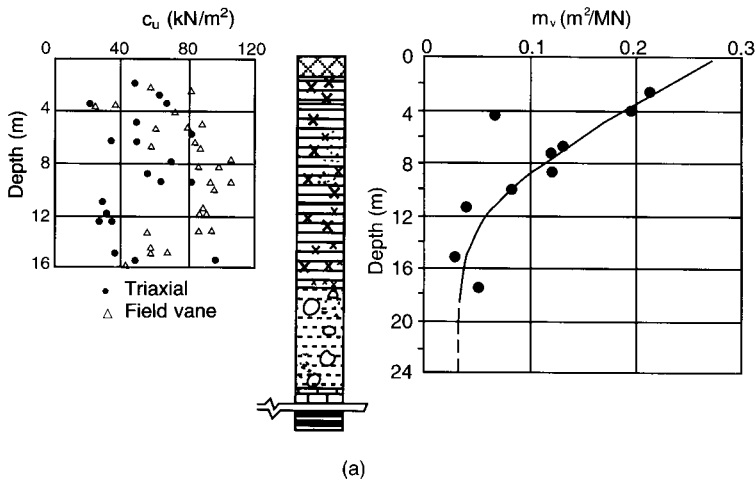 cᵤ (kN/m²)
0 40 80 120
Depth (m)
4
8
12
16
• Triaxial
△ Field vane
mᵥ (m²/MN)
0 0.1 0.2 0.3
Depth (m)
0
4
8
12
16
20
24
(a)